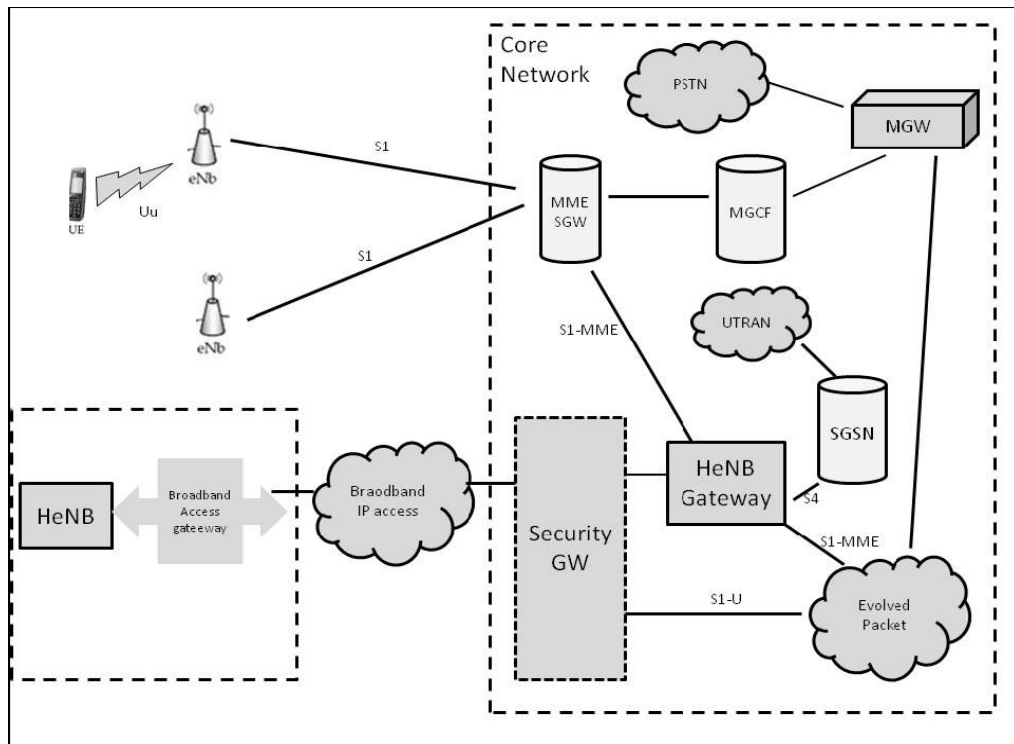 Core
Network
PSTN
MGW
eNb
S1
UE
Uu
MME
SGW
MGCF
S1
eNb
S1-MME
UTRAN
SGSN
HeNB
Gateway
S4
HeNB
Broadband
Access
gateeway
Braodband
IP access
Security
GW
S1-MME
S1-U
Evolved
Packet